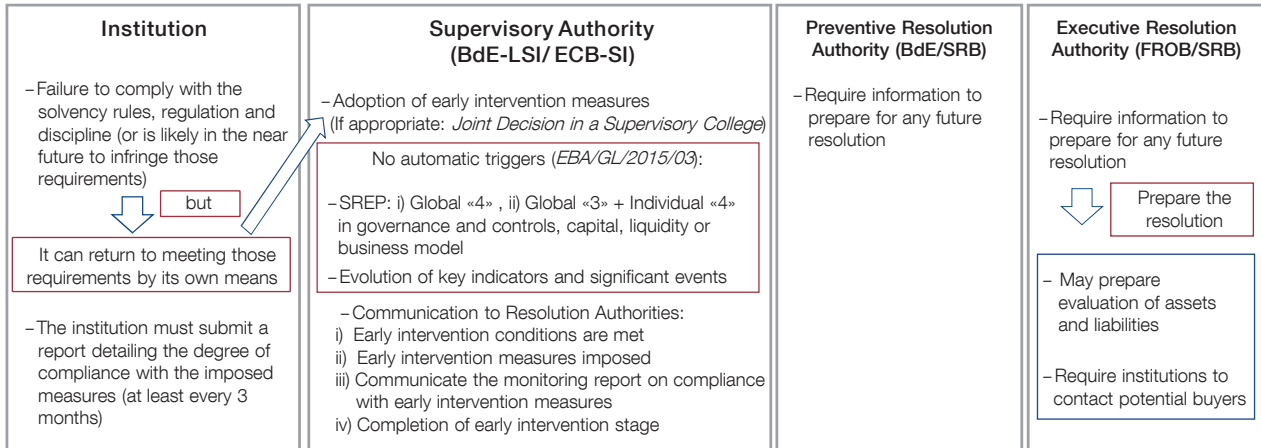 Institution
– Failure to comply with the
solvency rules, regulation and
discipline (or is likely in the near
future to infringe those
requirements)
but
It can return to meeting those
requirements by its own means
– The institution must submit a
report detailing the degree of
compliance with the imposed
measures (at least every 3
months)
Supervisory Authority
(BdE-LSI/ ECB-SI)
– Adoption of early intervention measures
(If appropriate: Joint Decision in a Supervisory College)
No automatic triggers (EBA/GL/2015/03):
– SREP: i) Global «4» , ii) Global «3» + Individual «4»
in governance and controls, capital, liquidity or
business model
– Evolution of key indicators and significant events
– Communication to Resolution Authorities:
i) Early intervention conditions are met
ii) Early intervention measures imposed
iii) Communicate the monitoring report on compliance
with early intervention measures
iv) Completion of early intervention stage
Preventive Resolution
Authority (BdE/SRB)
– Require information to
prepare for any future
resolution
Executive Resolution
Authority (FROB/SRB)
– Require information to
prepare for any future
resolution
Prepare the
resolution
– May prepare
evaluation of assets
and liabilities
– Require institutions to
contact potential buyers